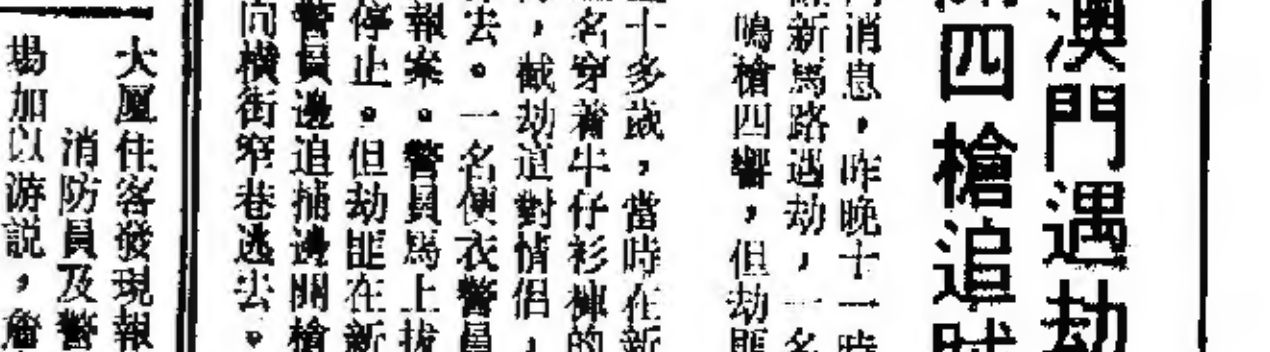 澳門遇劫
四槍追賊
消息，昨晚十一時
新馬路遇劫，一名
鳴槍四響，但劫匪
十多歲，當時在新
名穿著牛仔衫褲的
，截劫這對情侶，
去。一名便衣警員
報案。警員馬上拔
停止。但劫匪在新
警員邊追捕邊開槍
向橫街窄巷逃去。
大廈住客發現報
消防員及警
場加以游説，